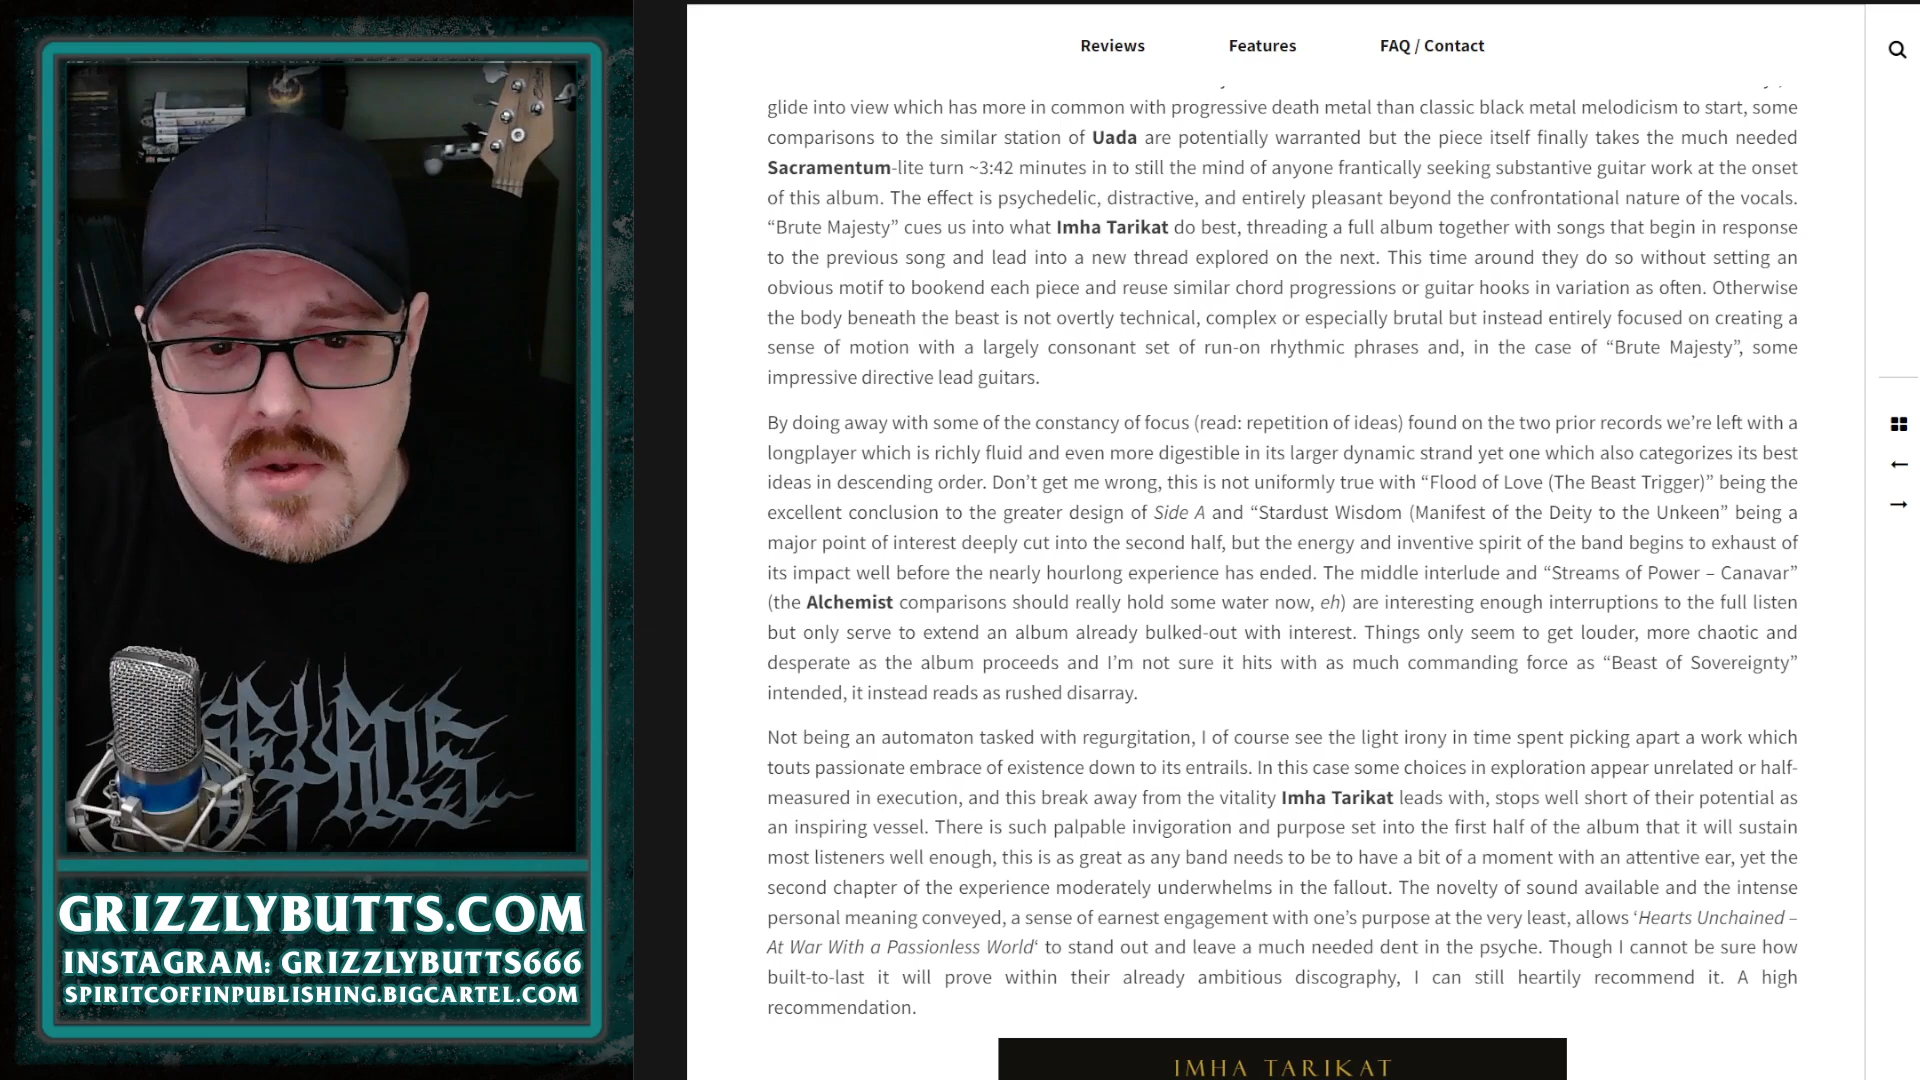 Reviews
Features
FAQ / Contact
glide into view which has more in common with progressive death metal than classic black metal melodicism to start, some
comparisons to the similar station of Uada are potentially warranted but the piece itself finally takes the much needed
Sacramentum-lite turn ~3:42 minutes in to still the mind of anyone frantically seeking substantive guitar work at the onset
of this album. The effect is psychedelic, distractive, and entirely pleasant beyond the confrontational nature of the vocals.
“Brute Majesty” cues us into what Imha Tarikat do best, threading a full album together with songs that begin in response
to the previous song and lead into a new thread explored on the next. This time around they do so without setting an
obvious motif to bookend each piece and reuse similar chord progressions or guitar hooks in variation as often. Otherwise
the body beneath the beast is not overtly technical, complex or especially brutal but instead entirely focused on creating a
sense of motion with a largely consonant set of run-on rhythmic phrases and, in the case of “Brute Majesty”, some
impressive directive lead guitars.
By doing away with some of the constancy of focus (read: repetition of ideas) found on the two prior records we’re left with a
longplayer which is richly fluid and even more digestible in its larger dynamic strand yet one which also categorizes its best
ideas in descending order. Don’t get me wrong, this is not uniformly true with “Flood of Love (The Beast Trigger)” being the
excellent conclusion to the greater design of Side A and “Stardust Wisdom (Manifest of the Deity to the Unkeen” being a
major point of interest deeply cut into the second half, but the energy and inventive spirit of the band begins to exhaust of
its impact well before the nearly hourlong experience has ended. The middle interlude and “Streams of Power – Canavar”
(the Alchemist comparisons should really hold some water now, eh) are interesting enough interruptions to the full listen
but only serve to extend an album already bulked-out with interest. Things only seem to get louder, more chaotic and
desperate as the album proceeds and I’m not sure it hits with as much commanding force as “Beast of Sovereignty”
intended, it instead reads as rushed disarray.
Not being an automaton tasked with regurgitation, I of course see the light irony in time spent picking apart a work which
touts passionate embrace of existence down to its entrails. In this case some choices in exploration appear unrelated or half-
measured in execution, and this break away from the vitality Imha Tarikat leads with, stops well short of their potential as
an inspiring vessel. There is such palpable invigoration and purpose set into the first half of the album that it will sustain
most listeners well enough, this is as great as any band needs to be to have a bit of a moment with an attentive ear, yet the
second chapter of the experience moderately underwhelms in the fallout. The novelty of sound available and the intense
personal meaning conveyed, a sense of earnest engagement with one’s purpose at the very least, allows ‘Hearts Unchained –
At War With a Passionless World‘ to stand out and leave a much needed dent in the psyche. Though I cannot be sure how
built-to-last it will prove within their already ambitious discography, I can still heartily recommend it. A high
recommendation.
IMHA TARIKAT
GRIZZLYBUTTS.COM
INSTAGRAM: GRIZZLYBUTTS666
SPIRITCOFFINPUBLISHING.BIGCARTEL.COM